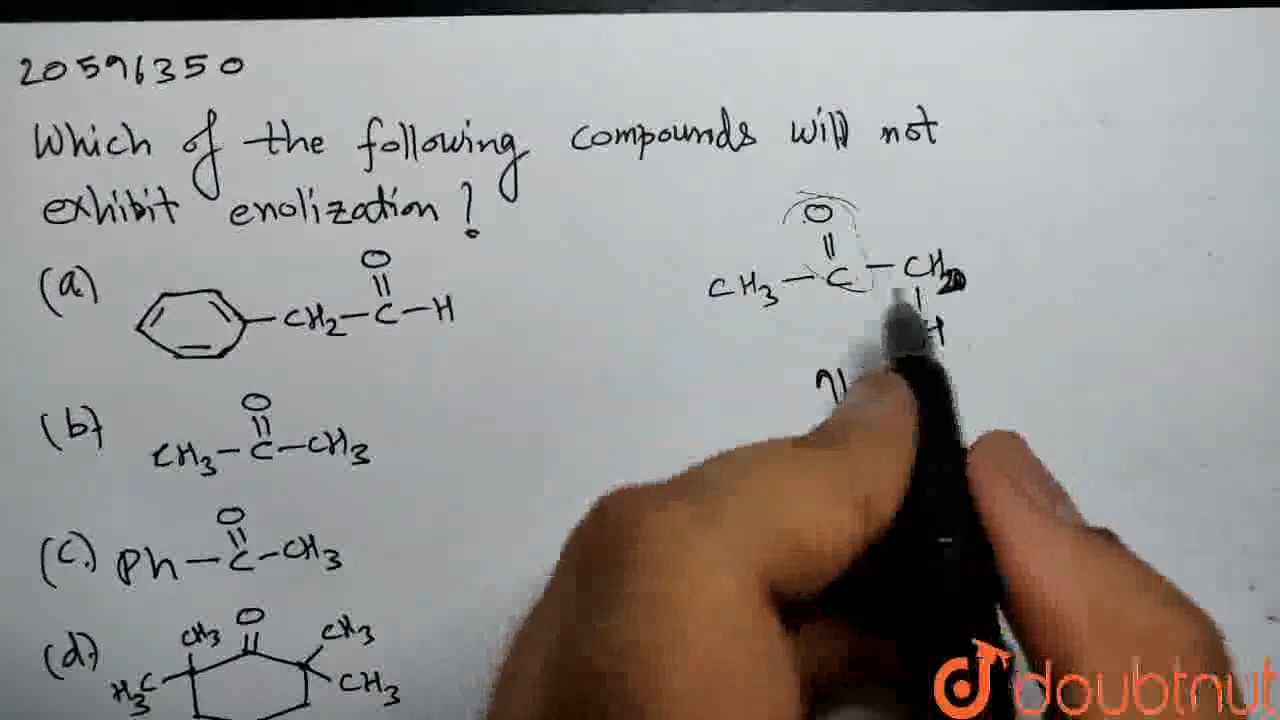 20596350
Which of the following compounds will not
exhibit enolization?
(a) CH2-C-H
O
(b) CH3-C-CH3
O
(c.) Ph-C-CH3
O
(d) H3C CH3 O CH3
CH3
O
CH3-C-CH2
H
doubtnut